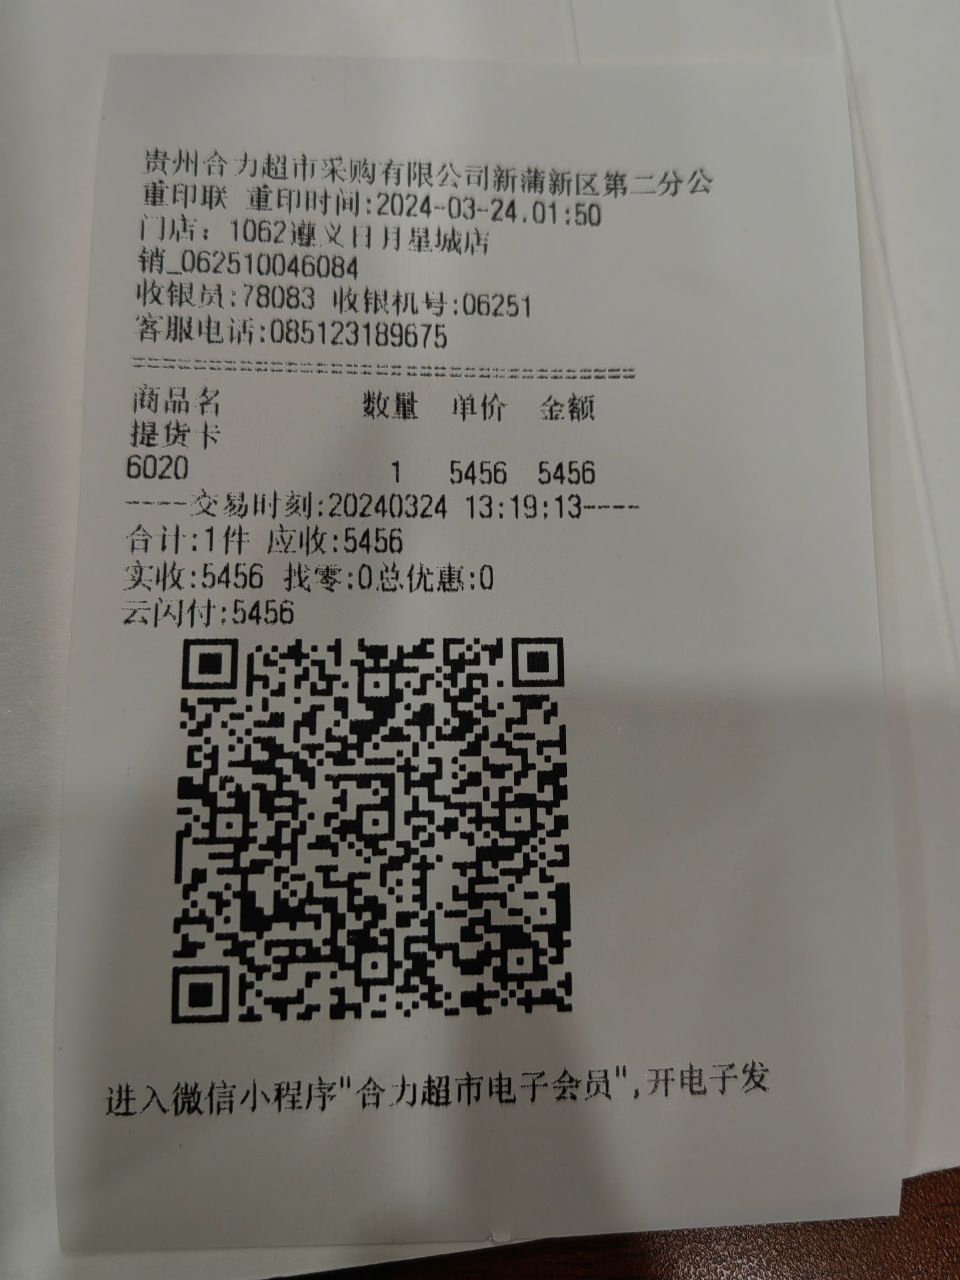 贵州合力超市采购有限公司新蒲新区第二分公
重印联 重印时间:2024-03-24.01:50
门店：1062遵义日月星城店
销_062510046084
收银员:78083 收银机号:06251
客服电话:085123189675
商品名 数量 单价 金额
提货卡
6020 1 5456 5456
----交易时刻:20240324 13:19:13----
合计:1件 应收:5456
实收:5456 找零:0总优惠:0
云闪付:5456
进入微信小程序"合力超市电子会员",开电子发